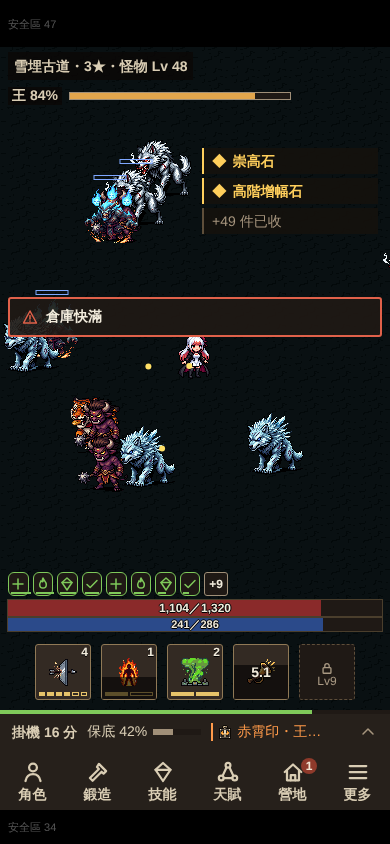 安全區 47
雪埋古道・3★・怪物 Lv 48
王 84%
崇高石
高階增幅石
+49 件已收
倉庫快滿
+9
1,104／1,320
241／286
4
1
2
5.1
Lv9
掛機 16 分
保底 42%
赤霄印・王…
1
角色
鍛造
技能
天賦
營地
更多
安全區 34